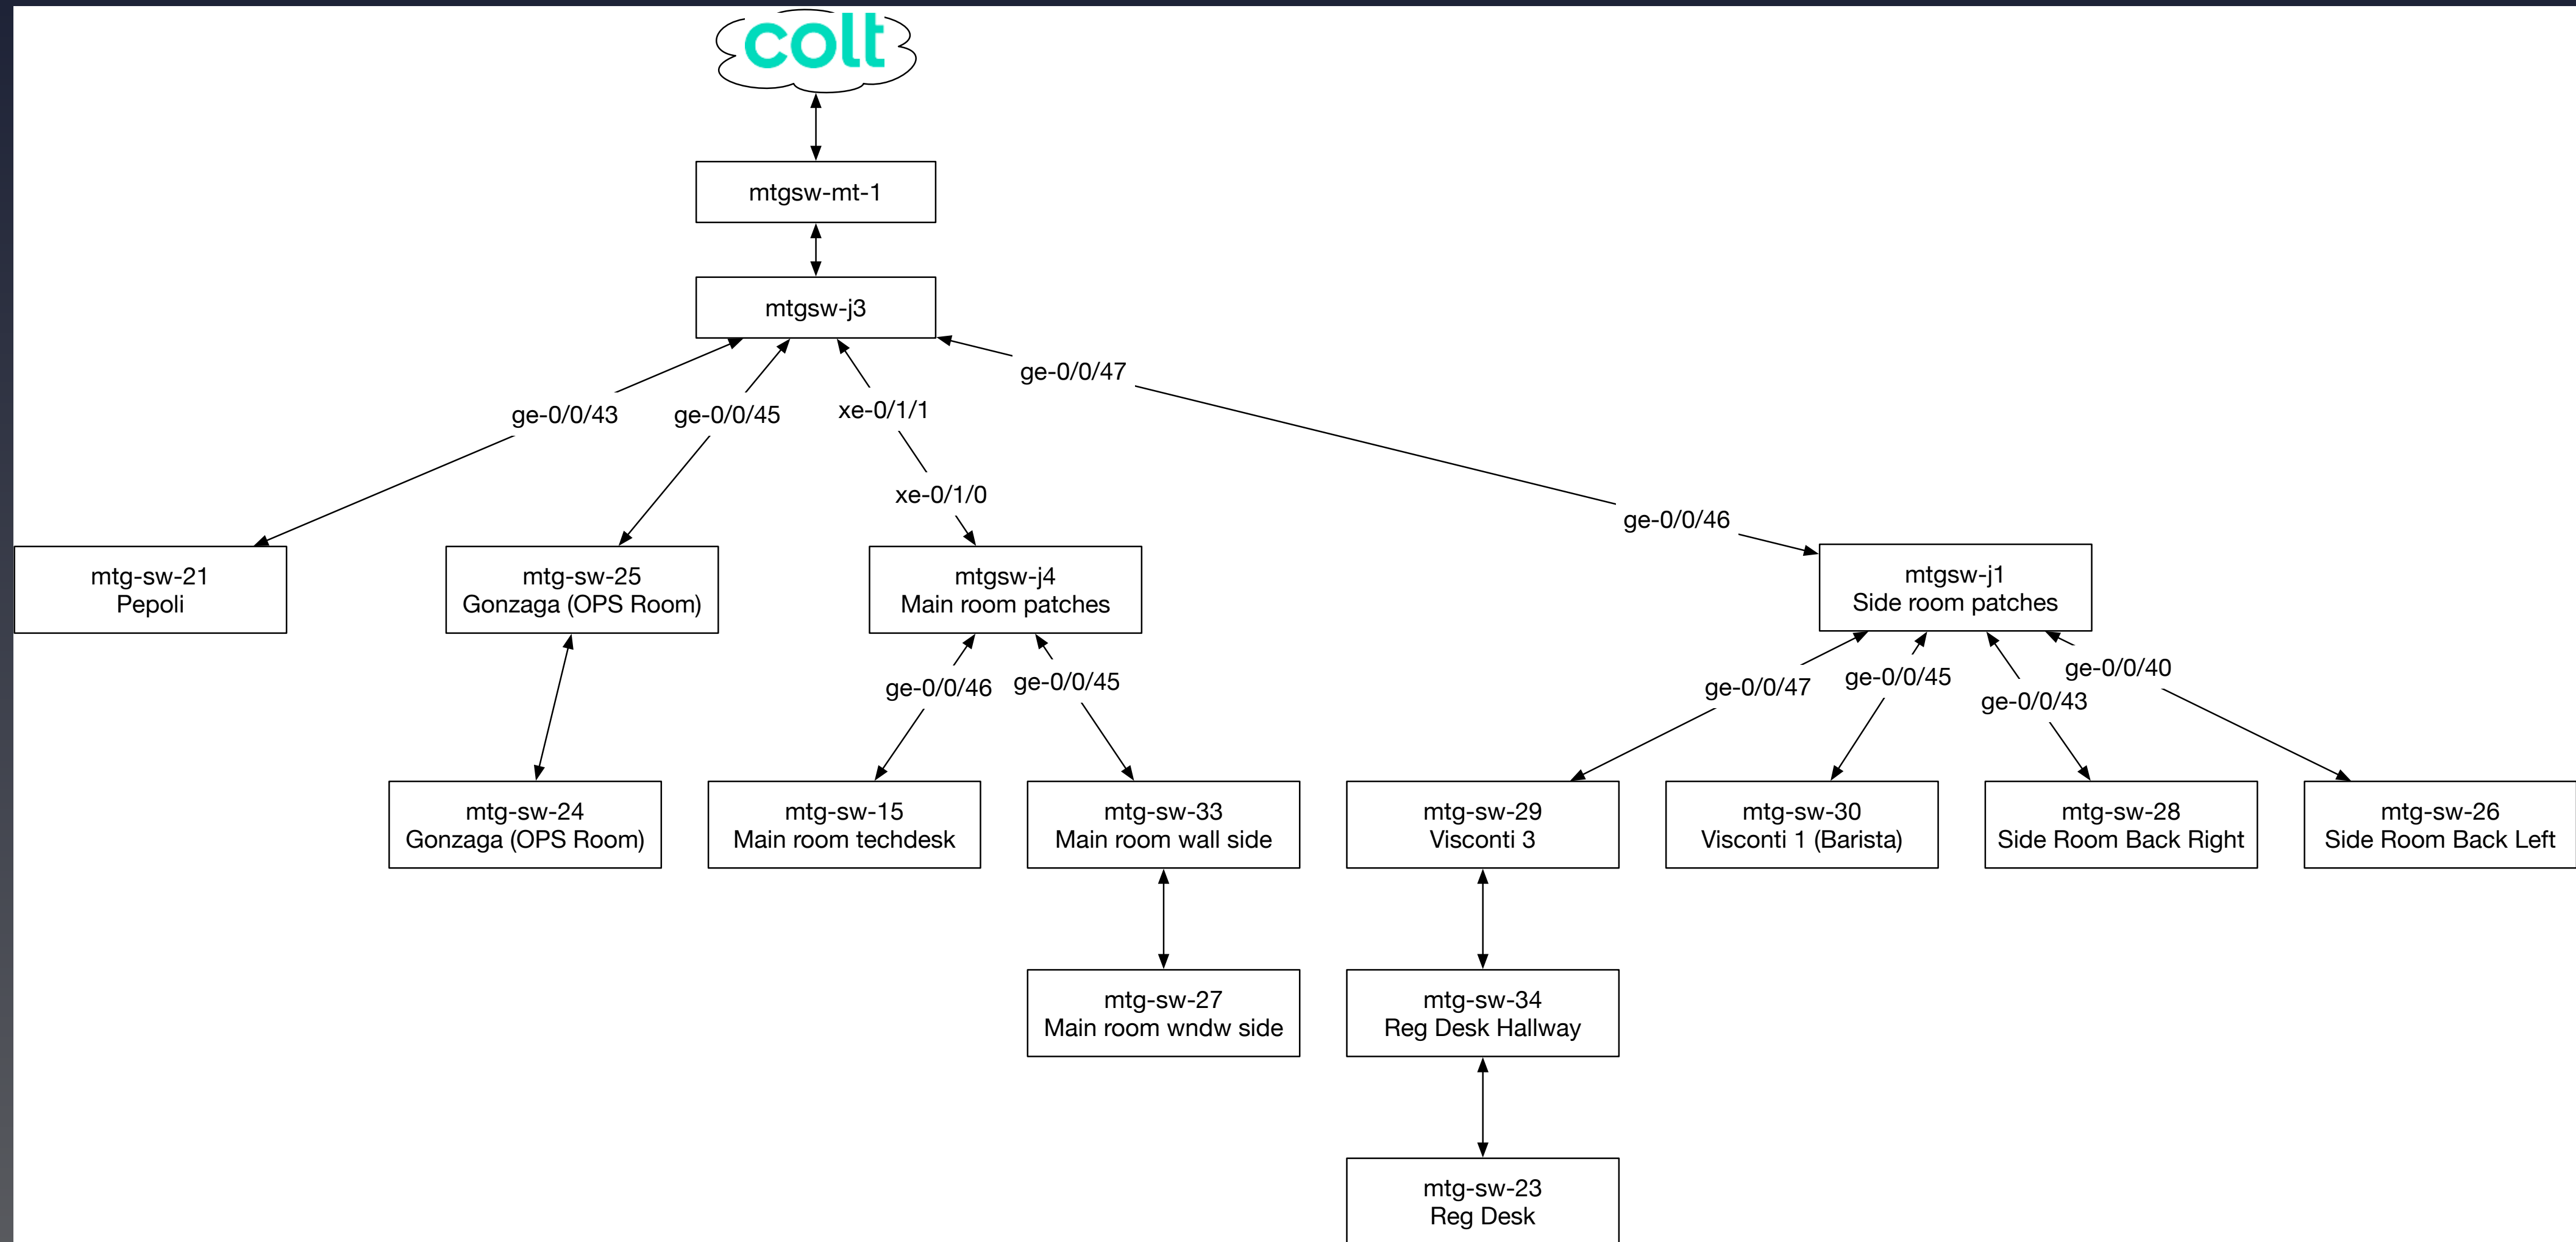 colt
mtgsw-mt-1
mtgsw-j3
ge-0/0/47
ge-0/0/43
ge-0/0/45
xe-0/1/1
xe-0/1/0
ge-0/0/46
mtg-sw-21
Pepoli
mtg-sw-25
Gonzaga (OPS Room)
mtgsw-j4
Main room patches
mtgsw-j1
Side room patches
ge-0/0/46
ge-0/0/45
ge-0/0/47
ge-0/0/45
ge-0/0/43
ge-0/0/40
mtg-sw-24
Gonzaga (OPS Room)
mtg-sw-15
Main room techdesk
mtg-sw-33
Main room wall side
mtg-sw-29
Visconti 3
mtg-sw-30
Visconti 1 (Barista)
mtg-sw-28
Side Room Back Right
mtg-sw-26
Side Room Back Left
mtg-sw-27
Main room wndw side
mtg-sw-34
Reg Desk Hallway
mtg-sw-23
Reg Desk